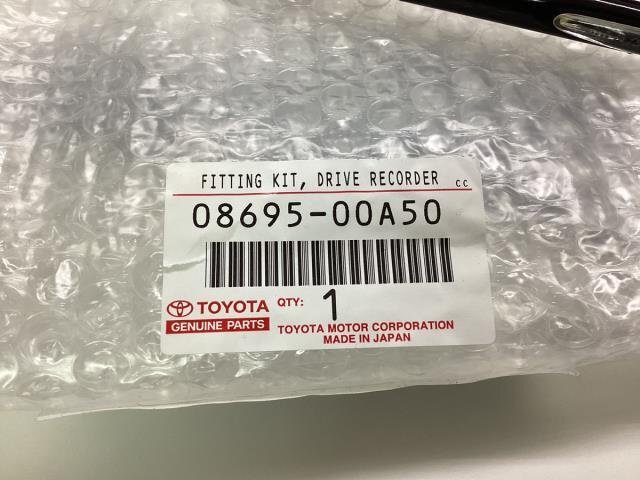 FITTING KIT, DRIVE RECORDER CC
08695-00A50
TOYOTA QTY: 1
GENUINE PARTS
TOYOTA MOTOR CORPORATION
MADE IN JAPAN